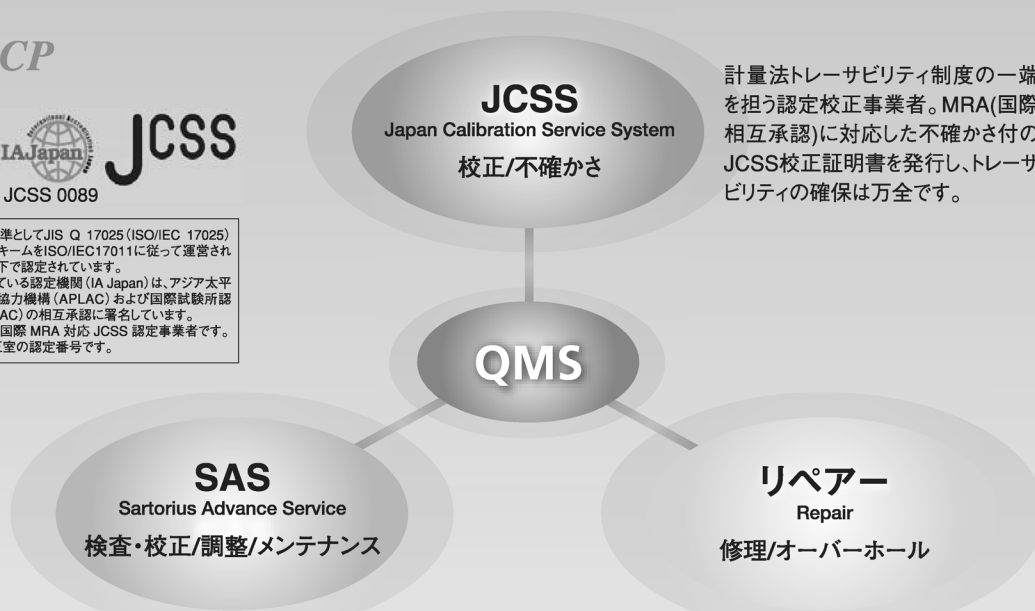 CP
International Accreditation Japan
IAJapan
JCSS
JCSS 0089
準としてJIS Q 17025(ISO/IEC 17025)
キームをISO/IEC17011に従って運営され
下で認定されています。
ている認定機関(IA Japan)は、アジア太平
協力機構(APLAC)および国際試験所認
AC)の相互承認に署名しています。
国際 MRA 対応 JCSS 認定事業者です。
室の認定番号です。
JCSS
Japan Calibration Service System
校正/不確かさ
計量法トレーサビリティ制度の一端
を担う認定校正事業者。MRA(国際
相互承認)に対応した不確かさ付の
JCSS校正証明書を発行し、トレーサ
ビリティの確保は万全です。
QMS
SAS
Sartorius Advance Service
検査・校正/調整/メンテナンス
リペアー
Repair
修理/オーバーホール